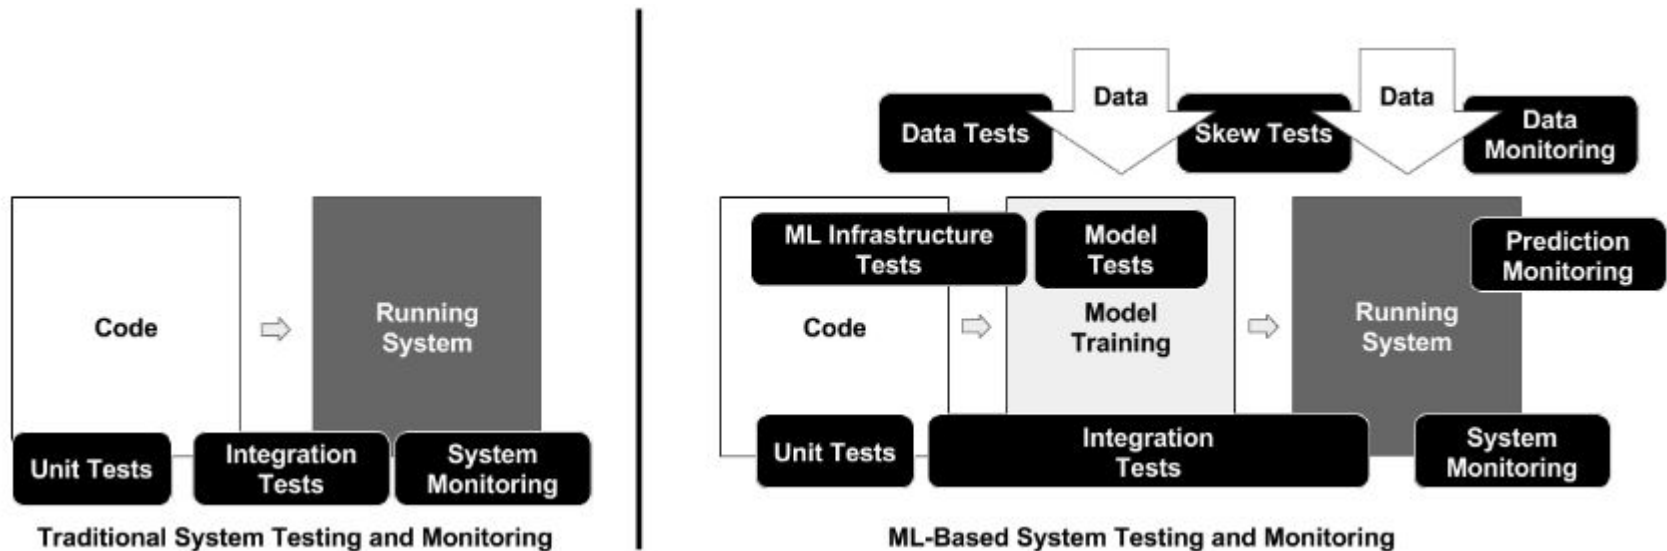 Code
Running
System
Unit Tests
Integration
Tests
System
Monitoring
Traditional System Testing and Monitoring
Data
Data
Data Tests
Skew Tests
Data
Monitoring
ML Infrastructure
Tests
Model
Tests
Prediction
Monitoring
Code
Model
Training
Running
System
Unit Tests
Integration
Tests
System
Monitoring
ML-Based System Testing and Monitoring